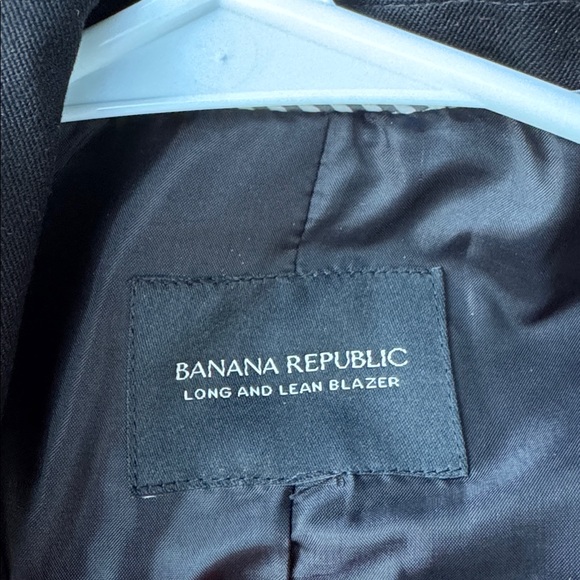 BANANA REPUBLIC
LONG AND LEAN BLAZER